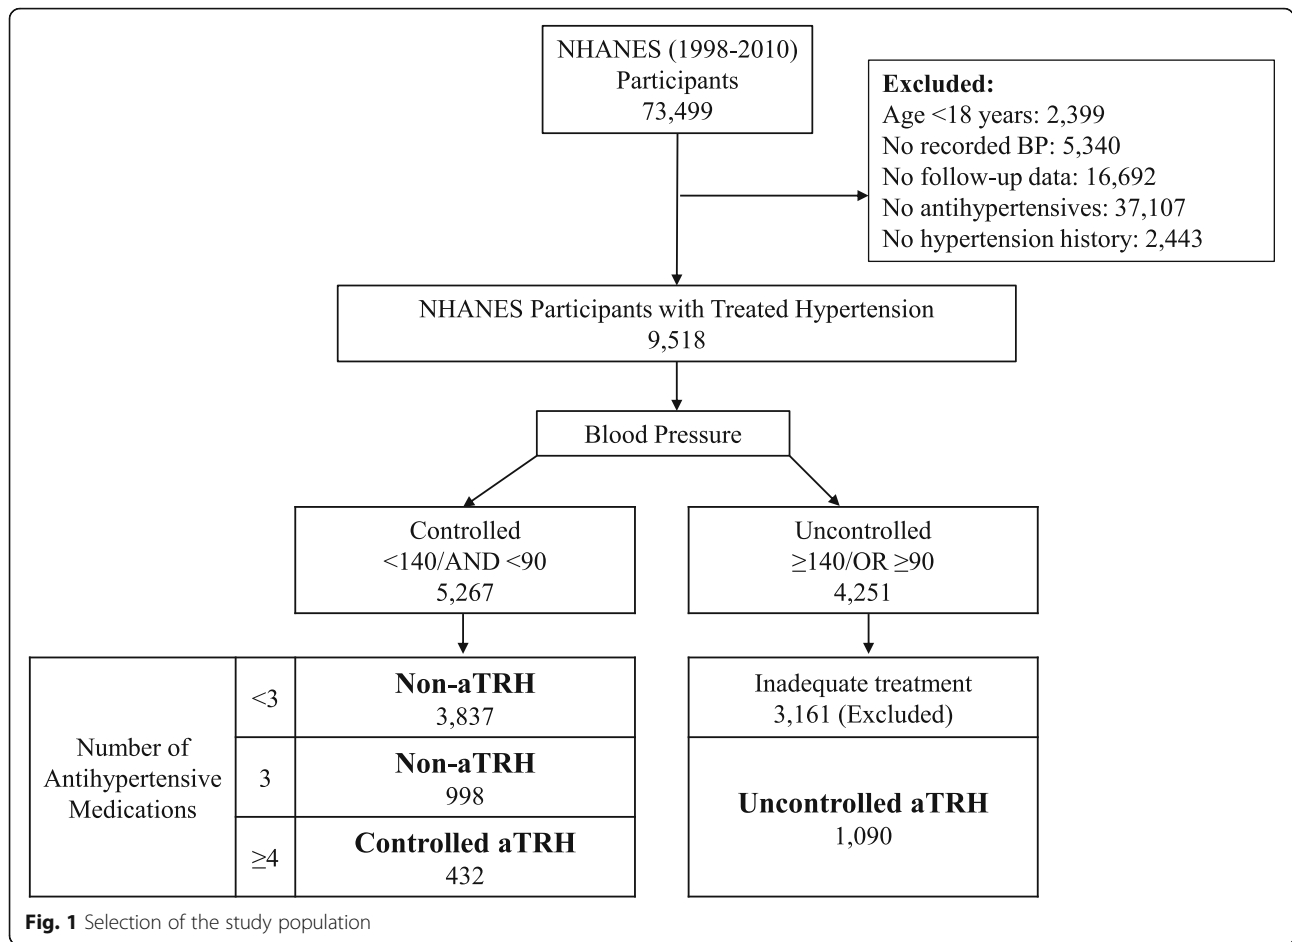 NHANES (1998-2010)
Participants
73,499
Excluded:
Age <18 years: 2,399
No recorded BP: 5,340
No follow-up data: 16,692
No antihypertensives: 37,107
No hypertension history: 2,443
NHANES Participants with Treated Hypertension
9,518
Blood Pressure
Controlled
<140/AND <90
5,267
Uncontrolled
≥140/OR ≥90
4,251
Number of
Antihypertensive
Medications
<3
Non-aTRH
3,837
3
Non-aTRH
998
≥4
Controlled aTRH
432
Inadequate treatment
3,161 (Excluded)
Uncontrolled aTRH
1,090
Fig. 1 Selection of the study population